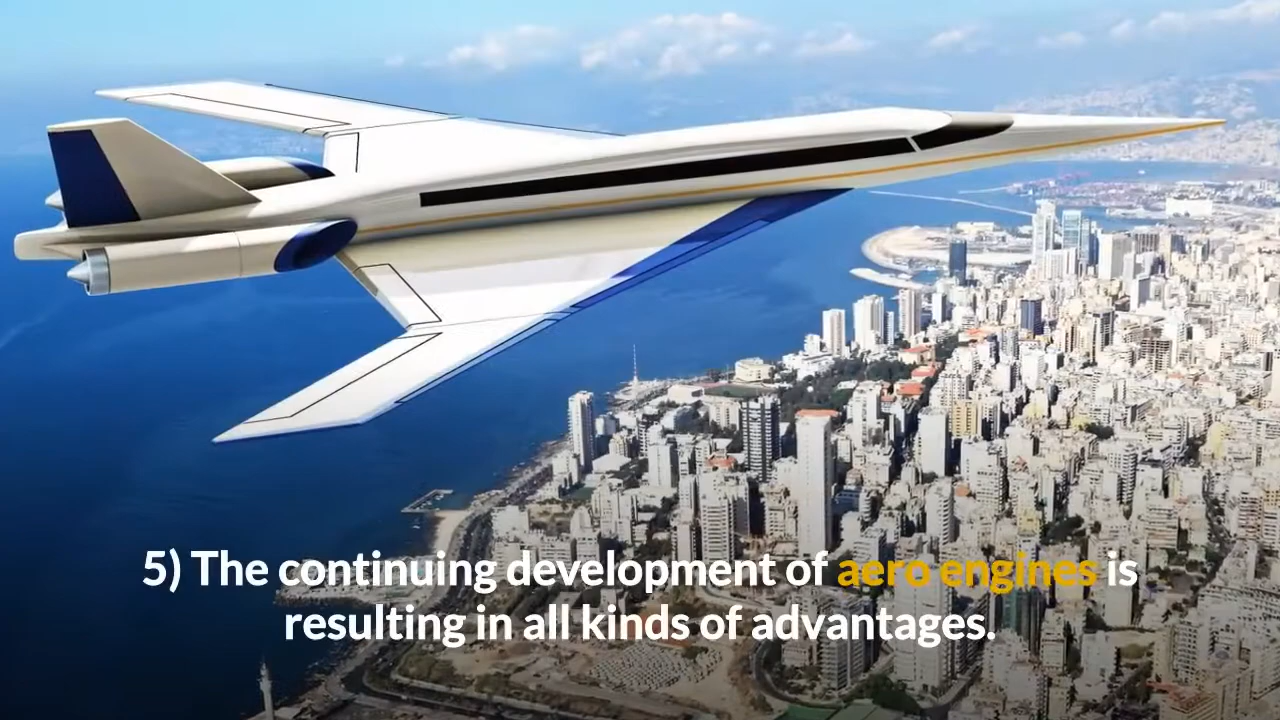 5) The continuing development of aero engines is
resulting in all kinds of advantages.